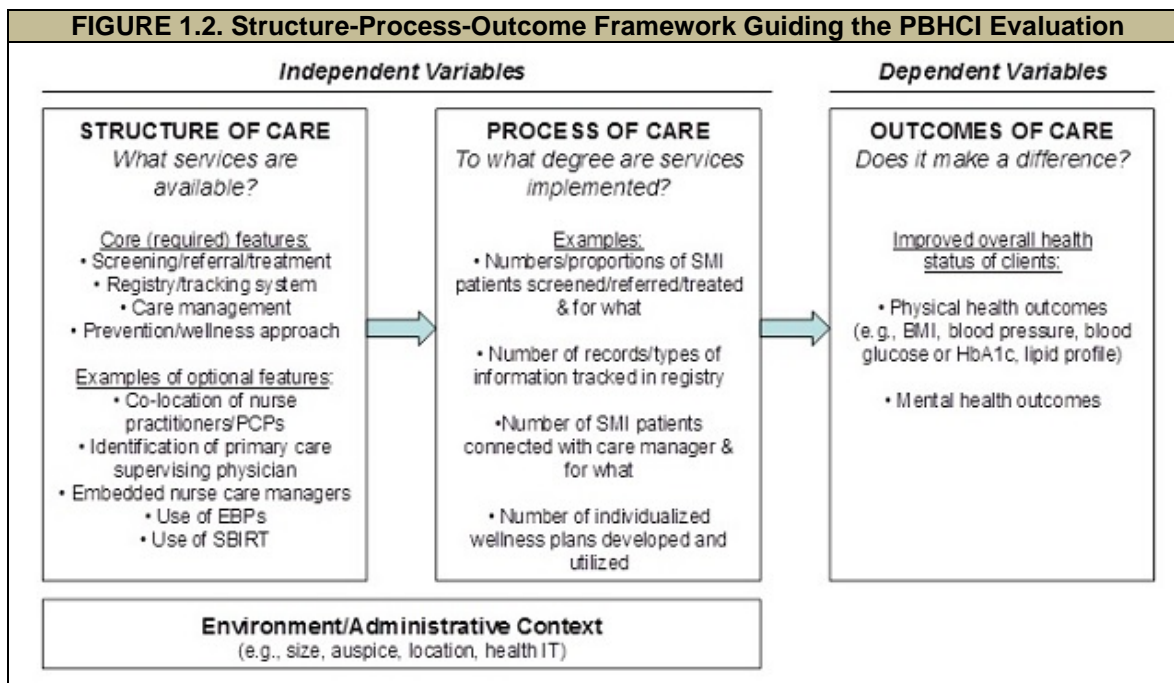 FIGURE 1.2. Structure-Process-Outcome Framework Guiding the PBHCI Evaluation
Independent Variables
Dependent Variables
STRUCTURE OF CARE
What services are
available?
Core (required) features:
• Screening/referral/treatment
• Registry/tracking system
• Care management
• Prevention/wellness approach
Examples of optional features:
• Co-location of nurse
practitioners/PCPs
• Identification of primary care
supervising physician
• Embedded nurse care managers
• Use of EBPs
• Use of SBIRT
PROCESS OF CARE
To what degree are services
implemented?
Examples:
• Numbers/proportions of SMI
patients screened/referred/treated
& for what
• Number of records/types of
information tracked in registry
•Number of SMI patients
connected with care manager &
for what
• Number of individualized
wellness plans developed and
utilized
OUTCOMES OF CARE
Does it make a difference?
Improved overall health
status of clients:
• Physical health outcomes
(e.g., BMI, blood pressure, blood
glucose or HbA1c, lipid profile)
• Mental health outcomes
Environment/Administrative Context
(e.g., size, auspice, location, health IT)